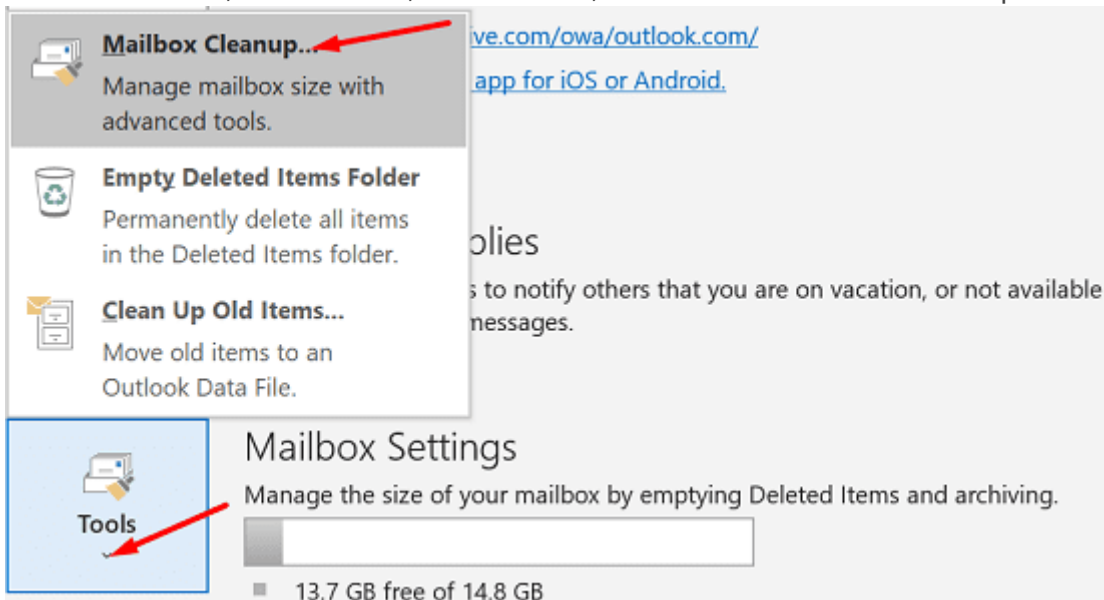 Mailbox Cleanup...
Manage mailbox size with
advanced tools.
Empty Deleted Items Folder
Permanently delete all items
in the Deleted Items folder.
Clean Up Old Items...
Move old items to an
Outlook Data File.
ive.com/owa/outlook.com/
app for iOS or Android.
plies
s to notify others that you are on vacation, or not available
messages.
Tools
Mailbox Settings
Manage the size of your mailbox by emptying Deleted Items and archiving.
13.7 GB free of 14.8 GB